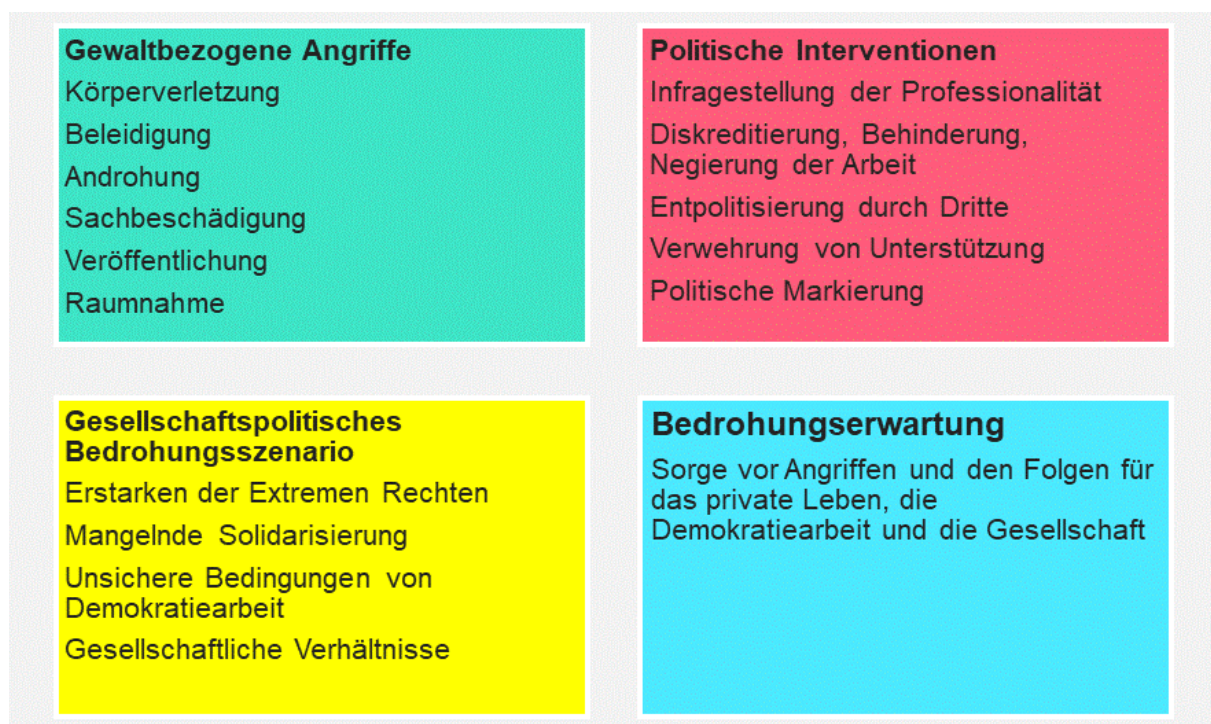 Gewaltbezogene Angriffe
Körperverletzung
Beleidigung
Androhung
Sachbeschädigung
Veröffentlichung
Raumnahme
Politische Interventionen
Infragestellung der Professionalität
Diskreditierung, Behinderung,
Negierung der Arbeit
Entpolitisierung durch Dritte
Verwehrung von Unterstützung
Politische Markierung
Gesellschaftspolitisches
Bedrohungsszenario
Erstarken der Extremen Rechten
Mangelnde Solidarisierung
Unsichere Bedingungen von
Demokratiearbeit
Gesellschaftliche Verhältnisse
Bedrohungserwartung
Sorge vor Angriffen und den Folgen für
das private Leben, die
Demokratiearbeit und die Gesellschaft